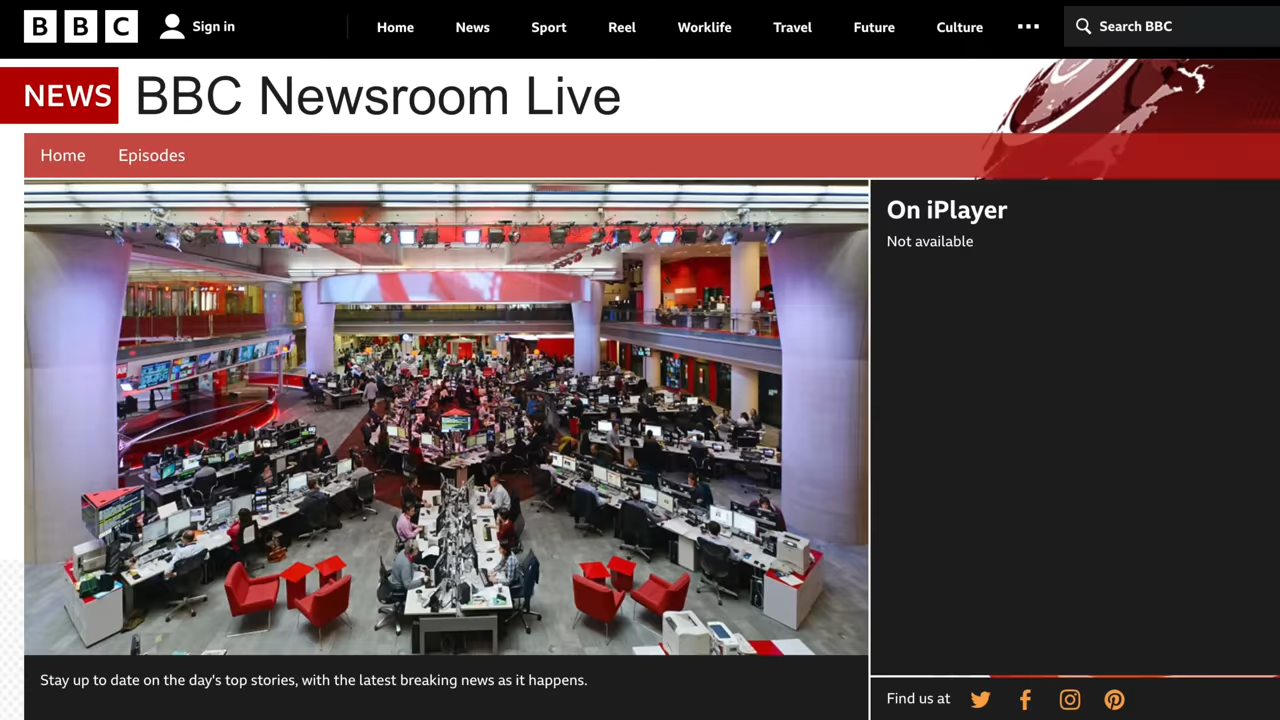 BBC Sign in Home News Sport Reel Worklife Travel Future Culture Search BBC
NEWS BBC Newsroom Live
Home Episodes
On iPlayer
Not available
Stay up to date on the day's top stories, with the latest breaking news as it happens.
Find us at